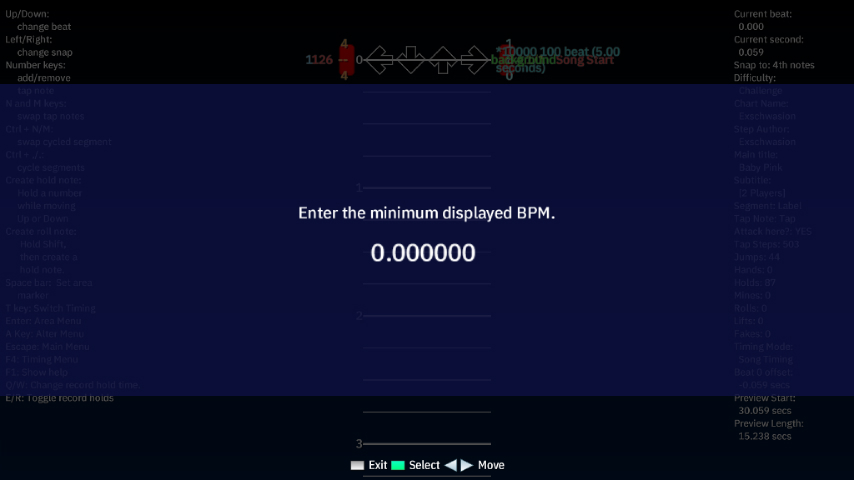 Up/Down:
change beat
Left/Right:
change snap
Number keys:
add/remove
tap note
N and M keys:
swap tap notes
Ctrl + N/M:
swap cycled segment
cycle segments
Create hold note:
Hold a number
while moving
Up or Down
Create roll note:
Hold Shift,
then create a
hold note.
Space bar: Set area
marker
T key: Switch Timing
Enter: Area Menu
A Key: Alter Menu
Escape: Main Menu
F4: Timing Menu
F1: Show help
Q/W: Change record hold time
E/R: Toggle record holds
4
1126
4
0
1
*10000 100 beat (5.00
seconds)
Song Start
0
1
2
3
Enter the minimum displayed BPM.
0.000000
Exit Select Move
Current beat:
0.000
Current second:
0.059
Snap to: 4th notes
Difficulty:
Challenge
Chart Name:
Exschwasion
Step Author:
Exschwasion
Main title:
Baby Pink
Subtitle:
[2 Players]
Segment: Label
Tap Note: Tap
Attack here?: YES
Tap Steps: 503
Jumps: 44
Hands: 0
Holds: 87
Mines: 9
Rolls: 0
Lifts: 6
Fakes: 0
Timing Mode:
Song Timing
Beat 0 offset:
-0.059 secs
Preview Start:
30.059 secs
Preview Length:
15.238 secs